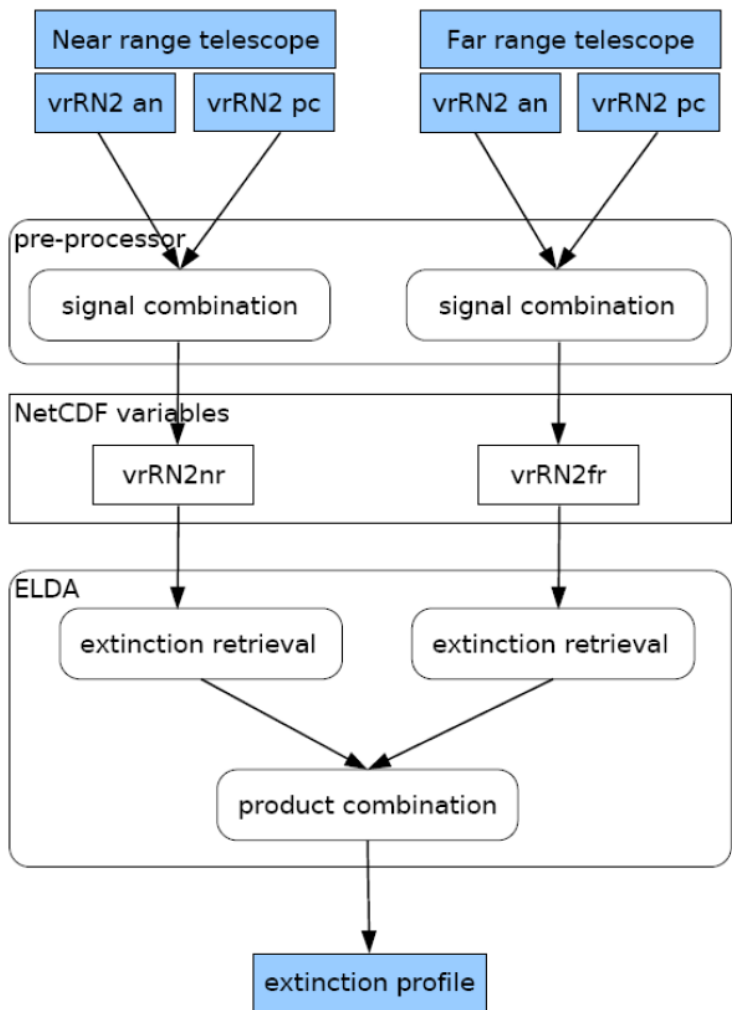 Near range telescope
Far range telescope
vrRN2 an
vrRN2 pc
vrRN2 an
vrRN2 pc
pre-processor
signal combination
signal combination
NetCDF variables
vrRN2nr
vrRN2fr
ELDA
extinction retrieval
extinction retrieval
product combination
extinction profile